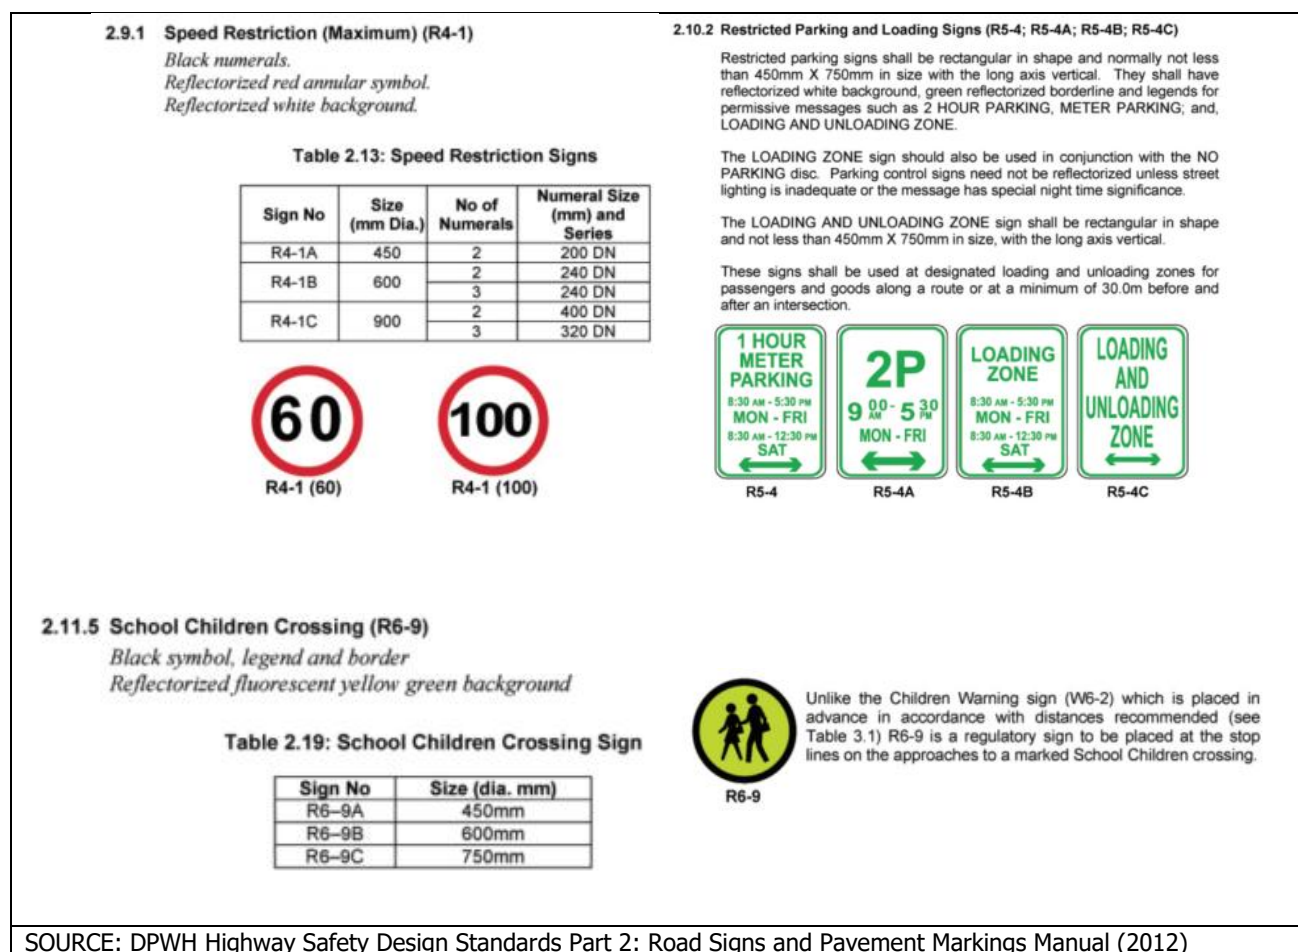 2.9.1 Speed Restriction (Maximum) (R4-1)
Black numerals.
Reflectorized red annular symbol.
Reflectorized white background.
Table 2.13: Speed Restriction Signs
Sign No Size (mm Dia.) No of Numerals Numeral Size (mm) and Series
R4-1A 450 2 200 DN
R4-1B 600 2 240 DN
3 240 DN
R4-1C 900 2 400 DN
3 320 DN
60
100
R4-1 (60) R4-1 (100)
2.10.2 Restricted Parking and Loading Signs (R5-4; R5-4A; R5-4B; R5-4C)
Restricted parking signs shall be rectangular in shape and normally not less
than 450mm X 750mm in size with the long axis vertical. They shall have
reflectorized white background, green reflectorized borderline and legends for
permissive messages such as 2 HOUR PARKING, METER PARKING; and,
LOADING AND UNLOADING ZONE.
The LOADING ZONE sign should also be used in conjunction with the NO
PARKING disc. Parking control signs need not be reflectorized unless street
lighting is inadequate or the message has special night time significance.
The LOADING AND UNLOADING ZONE sign shall be rectangular in shape
and not less than 450mm X 750mm in size, with the long axis vertical.
These signs shall be used at designated loading and unloading zones for
passengers and goods along a route or at a minimum of 30.0m before and
after an intersection.
1 HOUR
METER
PARKING
8:30 AM - 5:30 PM
MON - FRI
8:30 AM - 12:30 PM
SAT
R5-4
2P
9 00 AM - 5 30 PM
MON - FRI
R5-4A
LOADING
ZONE
8:30 AM - 5:30 PM
MON - FRI
8:30 AM - 12:30 PM
SAT
R5-4B
LOADING
AND
UNLOADING
ZONE
R5-4C
2.11.5 School Children Crossing (R6-9)
Black symbol, legend and border
Reflectorized fluorescent yellow green background
Table 2.19: School Children Crossing Sign
Sign No Size (dia. mm)
R6–9A 450mm
R6–9B 600mm
R6–9C 750mm
R6-9
Unlike the Children Warning sign (W6-2) which is placed in
advance in accordance with distances recommended (see
Table 3.1) R6-9 is a regulatory sign to be placed at the stop
lines on the approaches to a marked School Children crossing.
SOURCE: DPWH Highway Safety Design Standards Part 2: Road Signs and Pavement Markings Manual (2012)